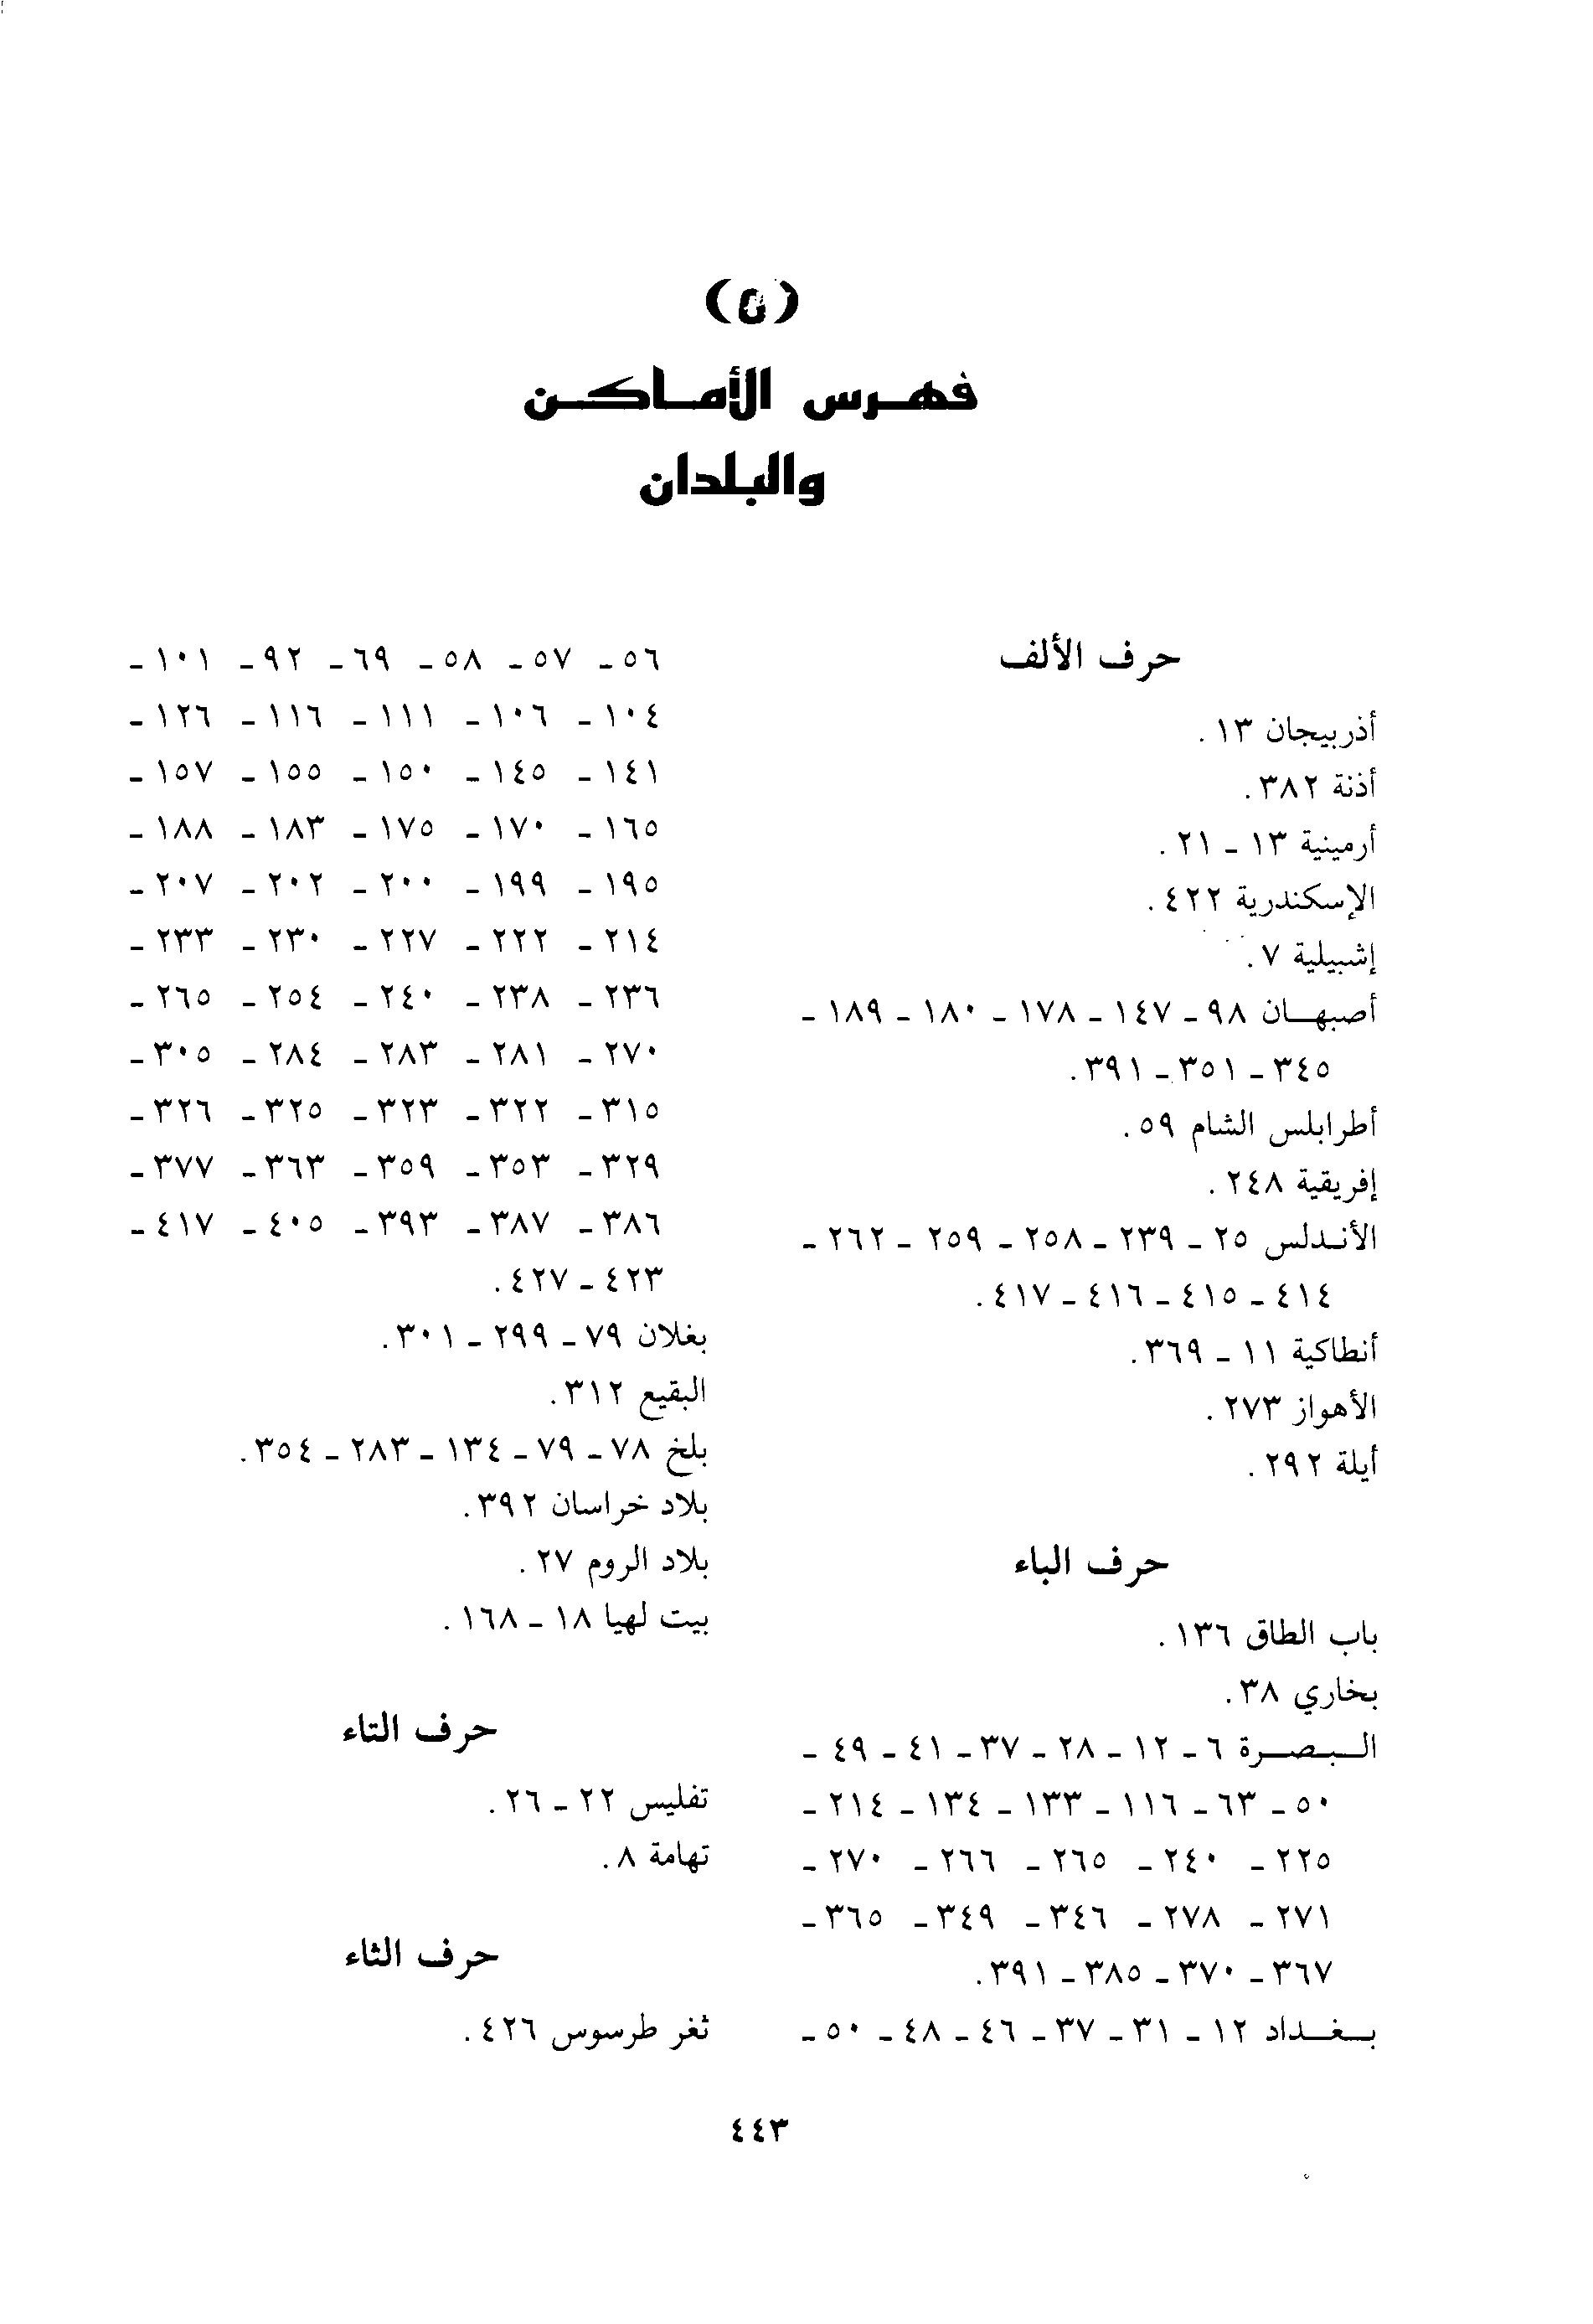 (٥)
فهرس الأماكن
والبلدان
حرف الألف
أذربيجان ١٣ .
أذنة ٣٨٢ .
أرمينية ١٣ ـ ٢١ .
الإسكندرية ٤٢٢ .
إشبيلية ٧ .
أصبهان ٩٨ ـ ١٤٧ ـ ١٧٨ ـ ١٨٠ ـ ١٨٩ ـ
٣٤٥ ـ ٣٥١ ـ ٣٩١ .
أطرابلس الشام ٥٩ .
إفريقية ٢٤٨ .
الأندلس ٢٥ ـ ٢٣٩ ـ ٢٥٨ ـ ٢٥٩ ـ ٢٦٢ ـ
٤١٤ ـ ٤١٥ ـ ٤١٦ ـ ٤١٧ .
أنطاكية ١١ ـ ٣٦٩ .
الأهواز ٢٧٣ .
أيلة ٢٩٢ .
حرف الباء
باب الطاق ١٣٦ .
بخاري ٣٨ .
البصرة ٦ ـ ١٢ ـ ٢٨ ـ ٣٧ ـ ٤١ ـ ٤٩ ـ
٥٠ ـ ٦٣ ـ ١١٦ ـ ١٣٣ ـ ١٣٤ ـ ٢١٤ ـ
٢٢٥ ـ ٢٤٠ ـ ٢٦٥ ـ ٢٦٦ ـ ٢٧٠ ـ
٢٧١ ـ ٢٧٨ ـ ٣٤٦ ـ ٣٤٩ ـ ٣٦٥ ـ
٣٦٧ ـ ٣٧٠ ـ ٣٨٥ ـ ٣٩١ .
بغداد ١٢ ـ ٣١ ـ ٣٧ ـ ٤٦ ـ ٤٨ ـ ٥٠ ـ
٥٦ ـ ٥٧ ـ ٥٨ ـ ٦٩ ـ ٩٢ ـ ١٠١ ـ
١٠٤ ـ ١٠٦ ـ ١١١ ـ ١١٦ ـ ١٢٦ ـ
١٤١ ـ ١٤٥ ـ ١٥٠ ـ ١٥٥ ـ ١٥٧ ـ
١٦٥ ـ ١٧٠ ـ ١٧٥ ـ ١٨٣ ـ ١٨٨ ـ
١٩٥ ـ ١٩٩ ـ ٢٠٠ ـ ٢٠٢ ـ ٢٠٧ ـ
٢١٤ ـ ٢٢٢ ـ ٢٢٧ ـ ٢٣٠ ـ ٢٣٣ ـ
٢٣٦ ـ ٢٣٨ ـ ٢٤٠ ـ ٢٥٤ ـ ٢٦٥ ـ
٢٧٠ ـ ٢٨١ ـ ٢٨٣ ـ ٢٨٤ ـ ٣٠٥ ـ
٣١٥ ـ ٣٢٢ ـ ٣٢٣ ـ ٣٢٥ ـ ٣٢٦ ـ
٣٢٩ ـ ٣٥٣ ـ ٣٥٩ ـ ٣٦٣ ـ ٣٧٧ ـ
٣٨٦ ـ ٣٨٧ ـ ٣٩٣ ـ ٤٠٥ ـ ٤١٧ ـ
٤٢٣ ـ ٤٢٧ .
بغلان ٧٩ ـ ٢٩٩ ـ ٣٠١ .
البقيع ٣١٢ .
بلخ ٧٨ ـ ٧٩ ـ ١٣٤ ـ ٢٨٣ ـ ٣٥٤ .
بلاد خراسان ٣٩٢ .
بلاد الروم ٢٧ .
بيت لهيا ١٨ ـ ١٦٨ .
حرف التاء
تفليس ٢٢ ـ ٢٦ .
تهامة ٨ .
حرف الثاء
ثغر طرسوس ٤٢٦ .
٤٤٣